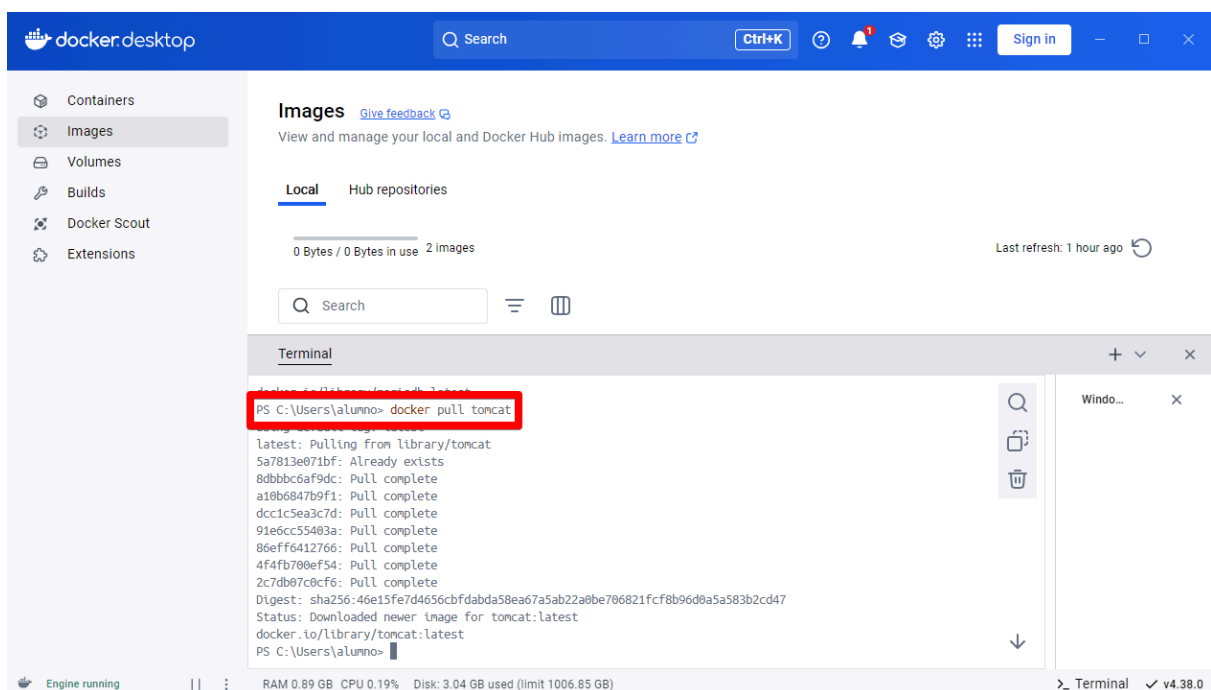 docker.desktop
Search
Ctrl+K
1
Sign in
Containers
Images
Volumes
Builds
Docker Scout
Extensions
Images Give feedback
View and manage your local and Docker Hub images. Learn more
Local Hub repositories
0 Bytes / 0 Bytes in use 2 images
Last refresh: 1 hour ago
Search
Terminal
PS C:\Users\alumno> docker pull tomcat
latest: Pulling from library/tomcat
5a7813e071bf: Already exists
8dbbbc6af9dc: Pull complete
a10b6847b9f1: Pull complete
dcc1c5ea3c7d: Pull complete
91e6cc55403a: Pull complete
86eff6412766: Pull complete
4f4fb700ef54: Pull complete
2c7db07c0cf6: Pull complete
Digest: sha256:46e15fe7d4656cbfdabda58ea67a5ab22a0be706821fcf8b96d0a5a583b2cd47
Status: Downloaded newer image for tomcat:latest
docker.io/library/tomcat:latest
PS C:\Users\alumno>
Windo...
Engine running
RAM 0.89 GB CPU 0.19% Disk: 3.04 GB used (limit 1006.85 GB)
>_ Terminal
v4.38.0